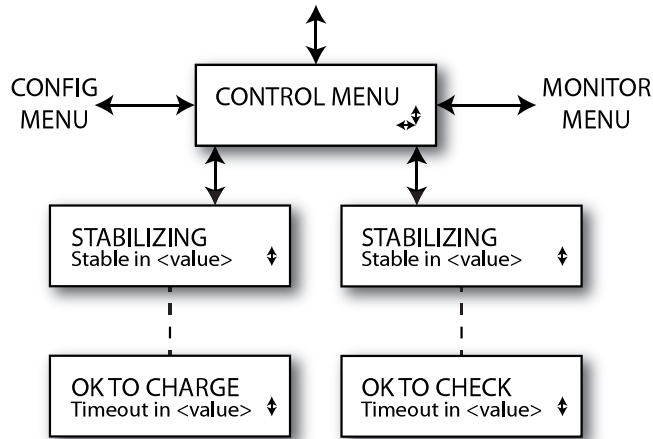 CONTROL MENU
CONFIG
MENU
MONITOR
MENU
STABILIZING
Stable in <value>
STABILIZING
Stable in <value>
OK TO CHARGE
Timeout in <value>
OK TO CHECK
Timeout in <value>